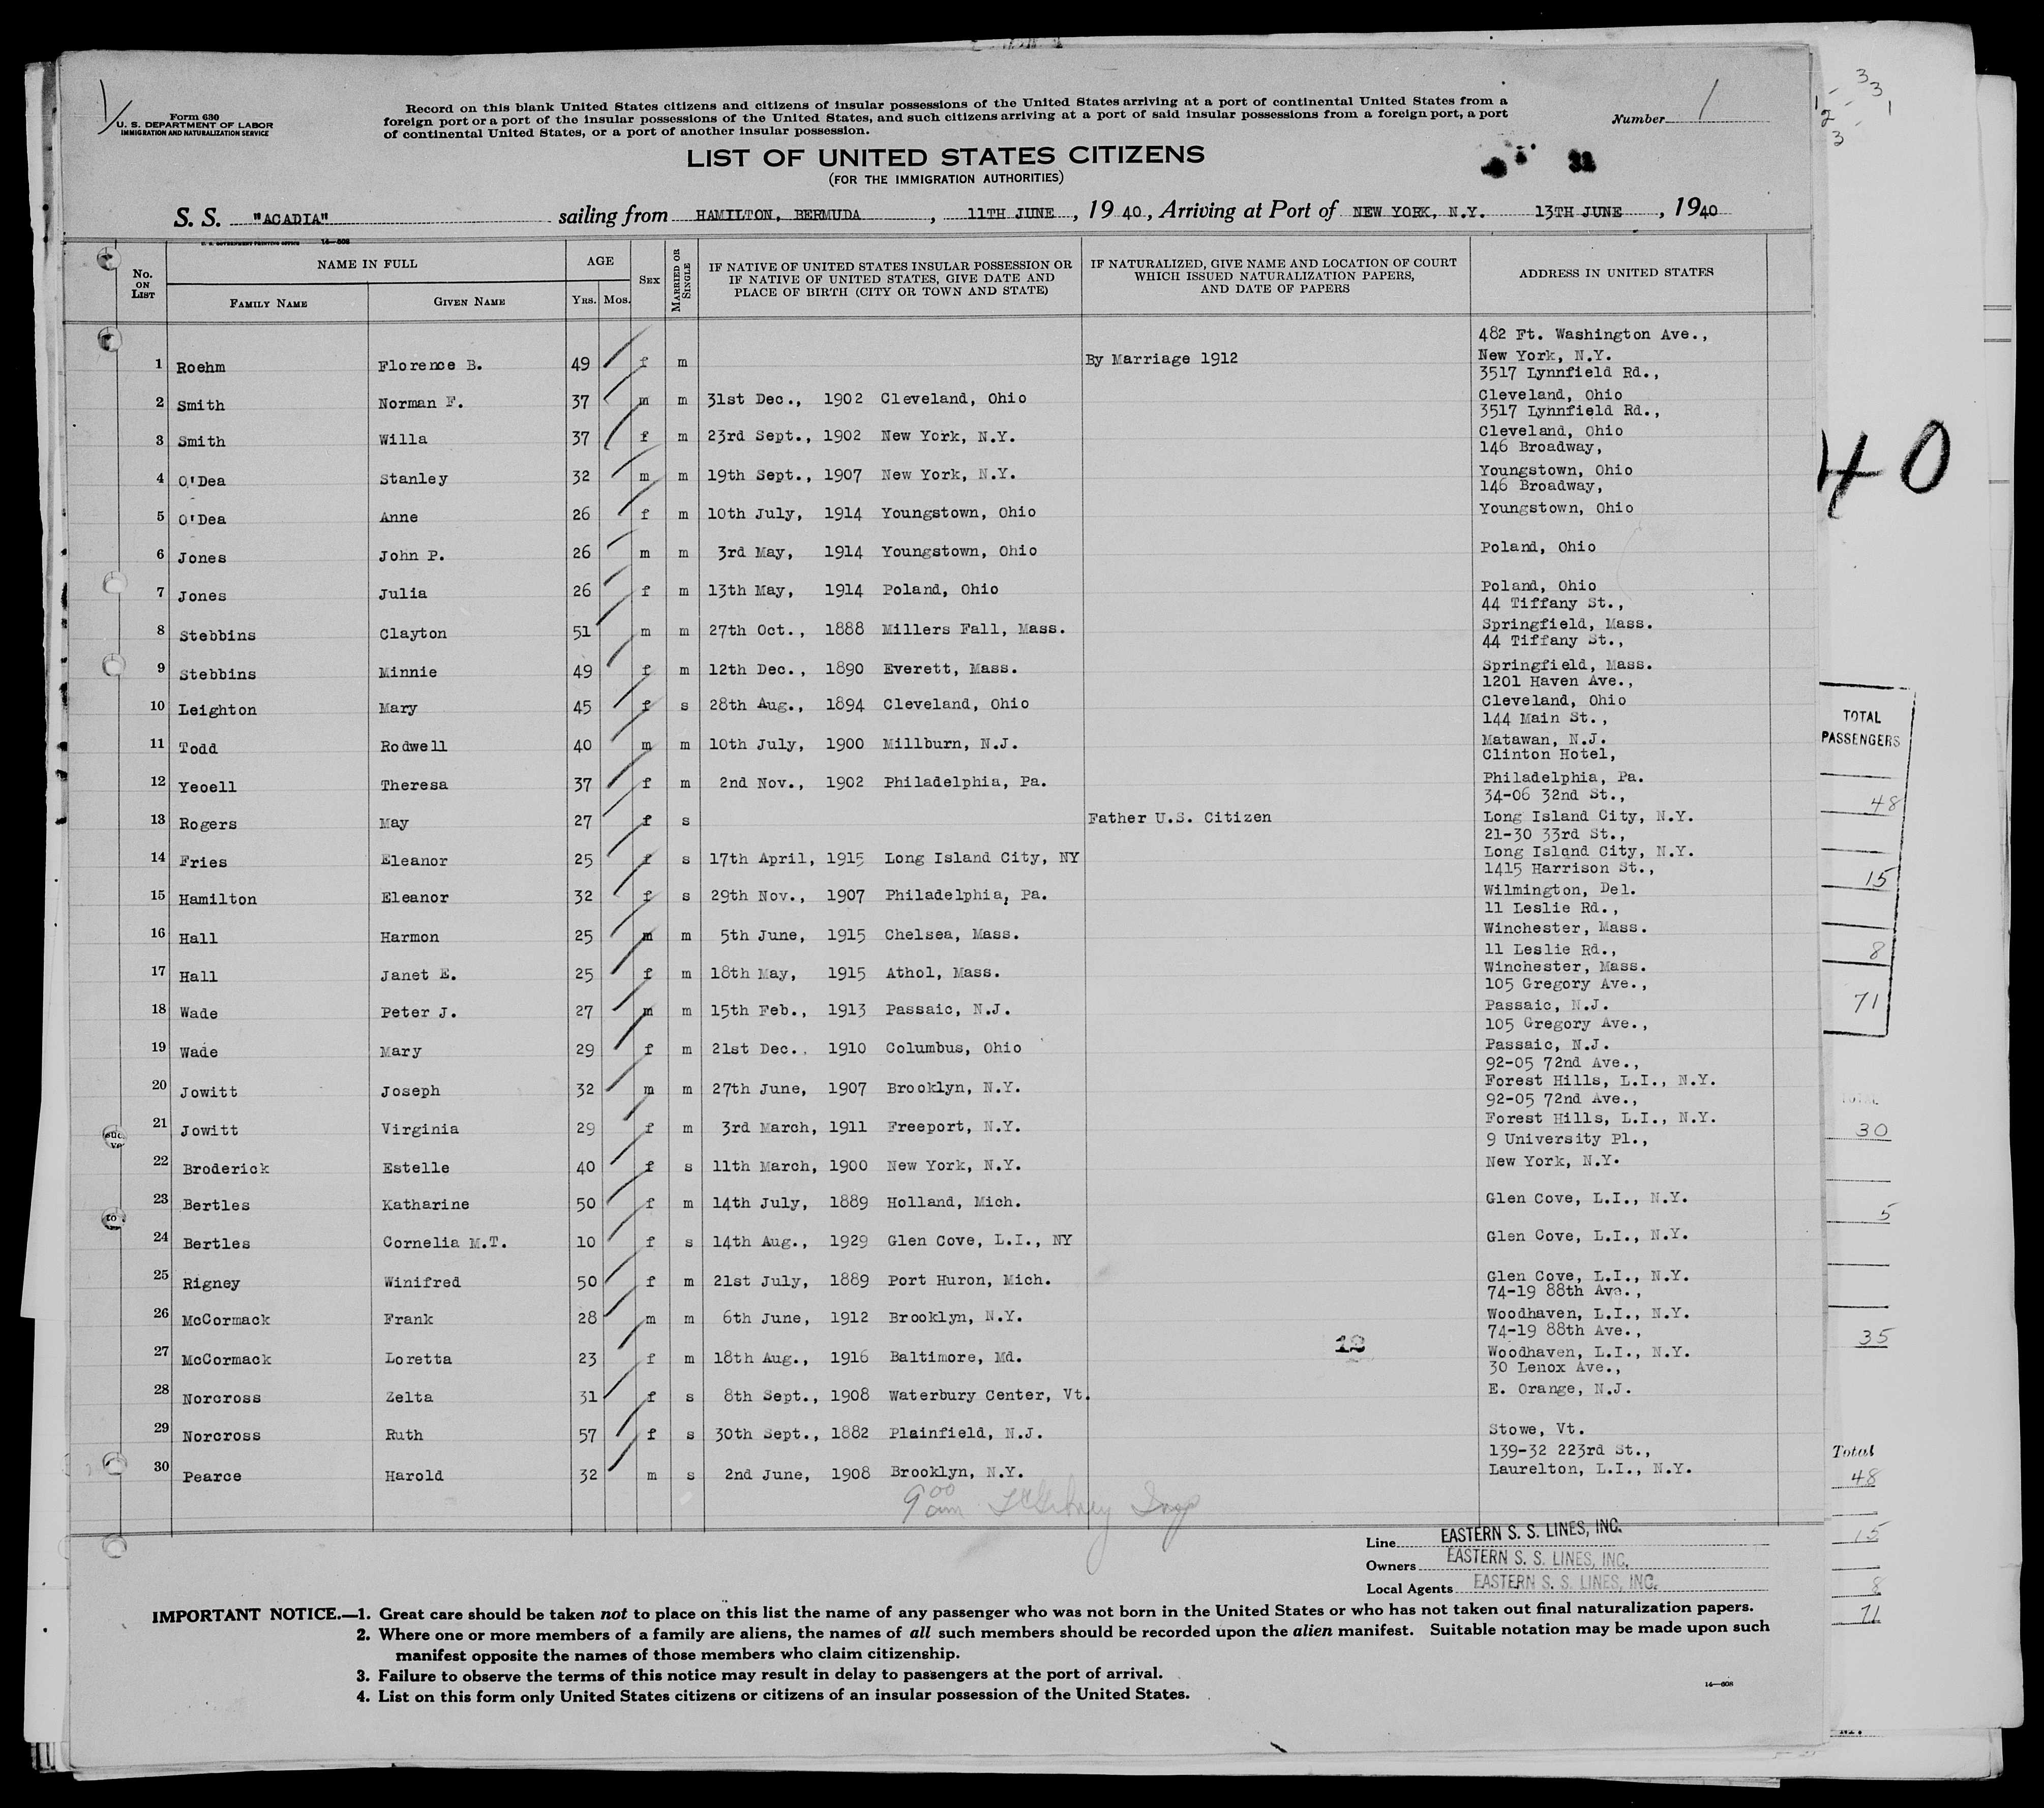 Form 630
U. S. DEPARTMENT OF LABOR
IMMIGRATION AND NATURALIZATION SERVICE
Record on this blank United States citizens and citizens of insular possessions of the United States arriving at a port of continental United States from a
foreign port or a port of the insular possessions of the United States, and such citizens arriving at a port of said insular possessions from a foreign port, a port
of continental United States, or a port of another insular possession.
Number 1
LIST OF UNITED STATES CITIZENS
(FOR THE IMMIGRATION AUTHORITIES)
S. S. "ACADIA" sailing from HAMILTON, BERMUDA, 11TH JUNE, 19 40, Arriving at Port of NEW YORK, N.Y. 13TH JUNE, 1940
U. S. GOVERNMENT PRINTING OFFICE 14—608
No. ON LIST
NAME IN FULL
FAMILY NAME
GIVEN NAME
AGE
YRS. MOS.
SEX
MARRIED OR SINGLE
IF NATIVE OF UNITED STATES INSULAR POSSESSION OR
IF NATIVE OF UNITED STATES, GIVE DATE AND
PLACE OF BIRTH (CITY OR TOWN AND STATE)
IF NATURALIZED, GIVE NAME AND LOCATION OF COURT
WHICH ISSUED NATURALIZATION PAPERS,
AND DATE OF PAPERS
ADDRESS IN UNITED STATES
482 Ft. Washington Ave.,
1 Roehm Florence B. 49 f m By Marriage 1912 New York, N.Y.
3517 Lynnfield Rd.,
2 Smith Norman F. 37 m m 31st Dec., 1902 Cleveland, Ohio Cleveland, Ohio
3517 Lynnfield Rd.,
3 Smith Willa 37 f m 23rd Sept., 1902 New York, N.Y. Cleveland, Ohio
146 Broadway,
4 O'Dea Stanley 32 m m 19th Sept., 1907 New York, N.Y. Youngstown, Ohio
146 Broadway,
5 O'Dea Anne 26 f m 10th July, 1914 Youngstown, Ohio Youngstown, Ohio
6 Jones John P. 26 m m 3rd May, 1914 Youngstown, Ohio Poland, Ohio
7 Jones Julia 26 f m 13th May, 1914 Poland, Ohio Poland, Ohio
44 Tiffany St.,
8 Stebbins Clayton 51 m m 27th Oct., 1888 Millers Fall, Mass. Springfield, Mass.
44 Tiffany St.,
9 Stebbins Minnie 49 f m 12th Dec., 1890 Everett, Mass. Springfield, Mass.
1201 Haven Ave.,
10 Leighton Mary 45 f s 28th Aug., 1894 Cleveland, Ohio Cleveland, Ohio
144 Main St.,
11 Todd Rodwell 40 m m 10th July, 1900 Millburn, N.J. Matawan, N.J.
Clinton Hotel,
12 Yeoell Theresa 37 f m 2nd Nov., 1902 Philadelphia, Pa. Philadelphia, Pa.
34-06 32nd St.,
13 Rogers May 27 f s Father U.S. Citizen Long Island City, N.Y.
21-30 33rd St.,
14 Fries Eleanor 25 f s 17th April, 1915 Long Island City, NY Long Island City, N.Y.
1415 Harrison St.,
15 Hamilton Eleanor 32 f s 29th Nov., 1907 Philadelphia, Pa. Wilmington, Del.
11 Leslie Rd.,
16 Hall Harmon 25 m m 5th June, 1915 Chelsea, Mass. Winchester, Mass.
11 Leslie Rd.,
17 Hall Janet E. 25 f m 18th May, 1915 Athol, Mass. Winchester, Mass.
105 Gregory Ave.,
18 Wade Peter J. 27 m m 15th Feb., 1913 Passaic, N.J. Passaic, N.J.
105 Gregory Ave.,
19 Wade Mary 29 f m 21st Dec., 1910 Columbus, Ohio Passaic, N.J.
92-05 72nd Ave.,
20 Jowitt Joseph 32 m m 27th June, 1907 Brooklyn, N.Y. Forest Hills, L.I., N.Y.
92-05 72nd Ave.,
21 Jowitt Virginia 29 f m 3rd March, 1911 Freeport, N.Y. Forest Hills, L.I., N.Y.
9 University Pl.,
22 Broderick Estelle 40 f s 11th March, 1900 New York, N.Y. New York, N.Y.
23 Bertles Katharine 50 f m 14th July, 1889 Holland, Mich. Glen Cove, L.I., N.Y.
24 Bertles Cornelia M.T. 10 f s 14th Aug., 1929 Glen Cove, L.I., NY Glen Cove, L.I., N.Y.
25 Rigney Winifred 50 f m 21st July, 1889 Port Huron, Mich. Glen Cove, L.I., N.Y.
74-19 88th Ave.,
26 McCormack Frank 28 m m 6th June, 1912 Brooklyn, N.Y. Woodhaven, L.I., N.Y.
74-19 88th Ave.,
27 McCormack Loretta 23 f m 18th Aug., 1916 Baltimore, Md. 12 Woodhaven, L.I., N.Y.
30 Lenox Ave.,
28 Norcross Zelta 31 f s 8th Sept., 1908 Waterbury Center, Vt. E. Orange, N.J.
29 Norcross Ruth 57 f s 30th Sept., 1882 Plainfield, N.J. Stowe, Vt.
139-32 223rd St.,
30 Pearce Harold 32 m s 2nd June, 1908 Brooklyn, N.Y. Laurelton, L.I., N.Y.
9 00 am
Line EASTERN S. S. LINES, INC.
Owners EASTERN S. S. LINES, INC.
Local Agents EASTERN S. S. LINES, INC.
IMPORTANT NOTICE.—1. Great care should be taken not to place on this list the name of any passenger who was not born in the United States or who has not taken out final naturalization papers.
2. Where one or more members of a family are aliens, the names of all such members should be recorded upon the alien manifest. Suitable notation may be made upon such
manifest opposite the names of those members who claim citizenship.
3. Failure to observe the terms of this notice may result in delay to passengers at the port of arrival.
4. List on this form only United States citizens or citizens of an insular possession of the United States.
14—608
40
TOTAL
PASSENGERS
48
15
8
71
TOTAL
30
5
35
Total
48
15
8
71